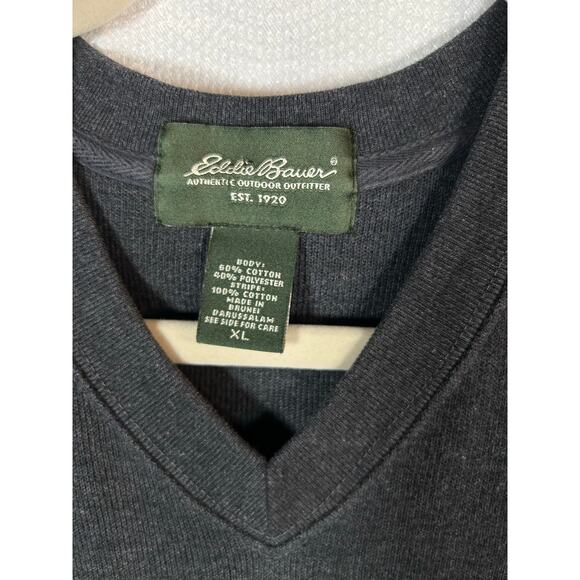 Eddie Bauer®
AUTHENTIC OUTDOOR OUTFITTER
EST. 1920
BODY:
60% COTTON
40% POLYESTER
STRIPE:
100% COTTON
MADE IN
BRUNEI
DARUSSALAM
SEE SIDE FOR CARE
XL